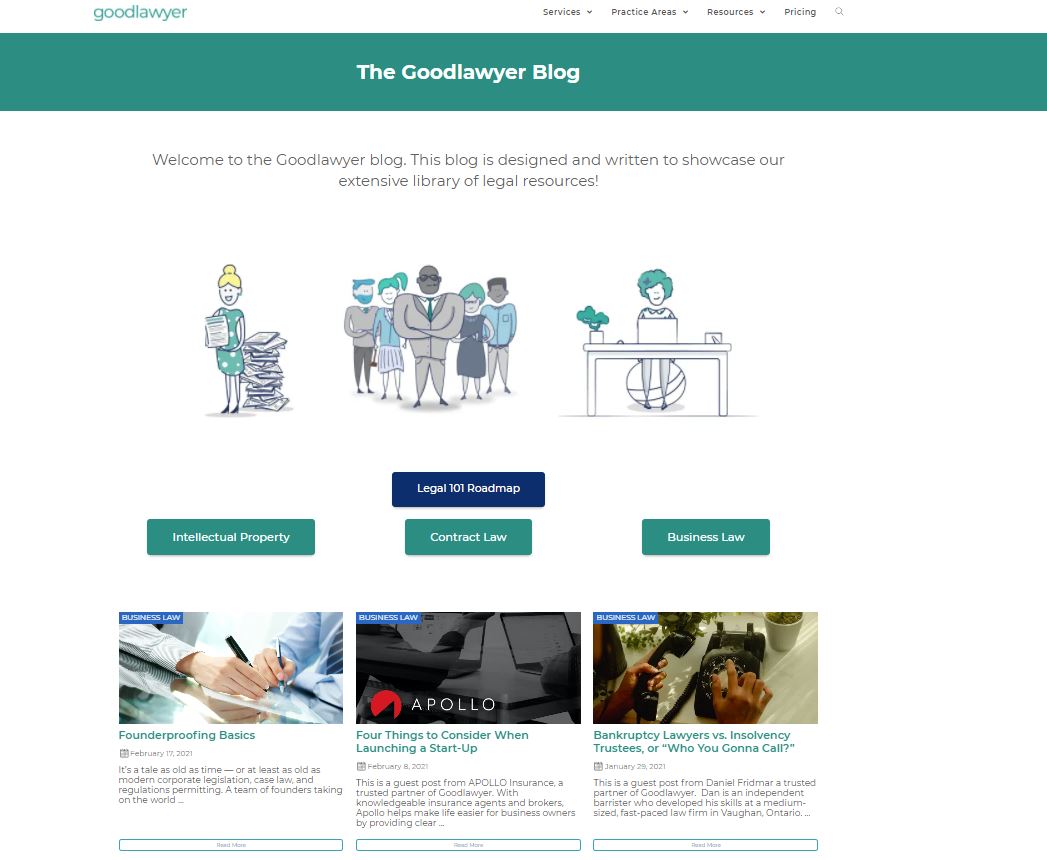 goodlawyer
Services Practice Areas Resources Pricing
The Goodlawyer Blog
Welcome to the Goodlawyer blog. This blog is designed and written to showcase our
extensive library of legal resources!
Legal 101 Roadmap
Intellectual Property
Contract Law
Business Law
BUSINESS LAW
Founderproofing Basics
February 17, 2021
It's a tale as old as time — or at least as old as
modern corporate legislation, case law, and
regulations permitting. A team of founders taking
on the world ...
Read More
BUSINESS LAW
APOLLO
Four Things to Consider When
Launching a Start-Up
February 8, 2021
This is a guest post from APOLLO Insurance, a
trusted partner of Goodlawyer. With
knowledgeable insurance agents and brokers,
Apollo helps make life easier for business owners
by providing clear ...
Read More
BUSINESS LAW
Bankruptcy Lawyers vs. Insolvency
Trustees, or “Who You Gonna Call?”
January 29, 2021
This is a guest post from Daniel Fridmar a trusted
partner of Goodlawyer.  Dan is an independent
barrister who developed his skills at a medium-
sized, fast-paced law firm in Vaughan, Ontario. ...
Read More